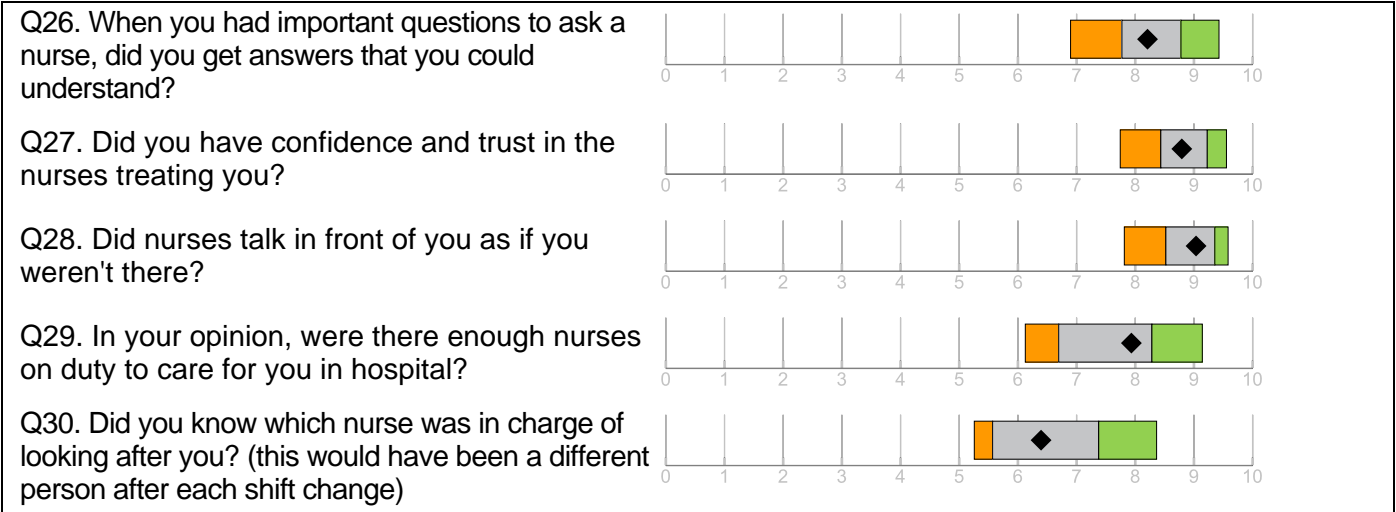 Q26. When you had important questions to ask a
nurse, did you get answers that you could
understand?
0 1 2 3 4 5 6 7 8 9 10
Q27. Did you have confidence and trust in the
nurses treating you?
0 1 2 3 4 5 6 7 8 9 10
Q28. Did nurses talk in front of you as if you
weren't there?
0 1 2 3 4 5 6 7 8 9 10
Q29. In your opinion, were there enough nurses
on duty to care for you in hospital?
0 1 2 3 4 5 6 7 8 9 10
Q30. Did you know which nurse was in charge of
looking after you? (this would have been a different
person after each shift change)
0 1 2 3 4 5 6 7 8 9 10